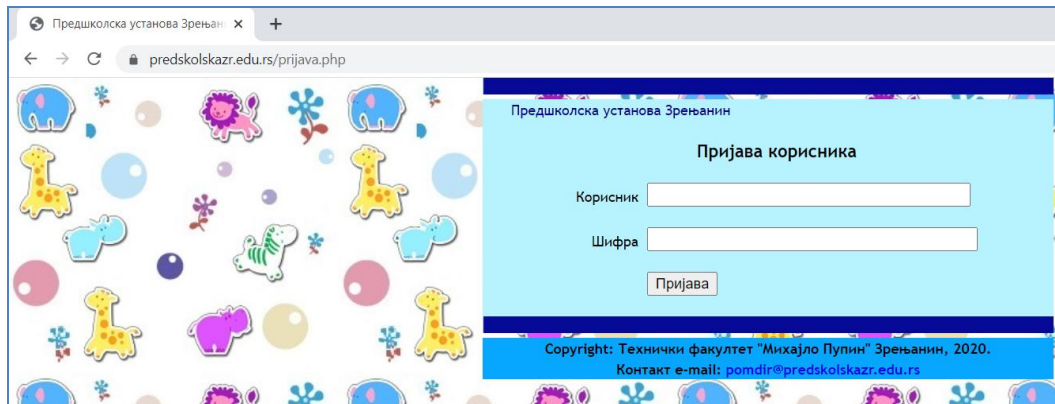 Предшколска установа Зрењан
predskolskazr.edu.rs/prijava.php
Предшколска установа Зрењанин
Пријава корисника
Корисник
Шифра
Пријава
Copyright: Технички факултет "Михајло Пупин" Зрењанин, 2020.
Контакт e-mail: pomdir@predskolskazr.edu.rs